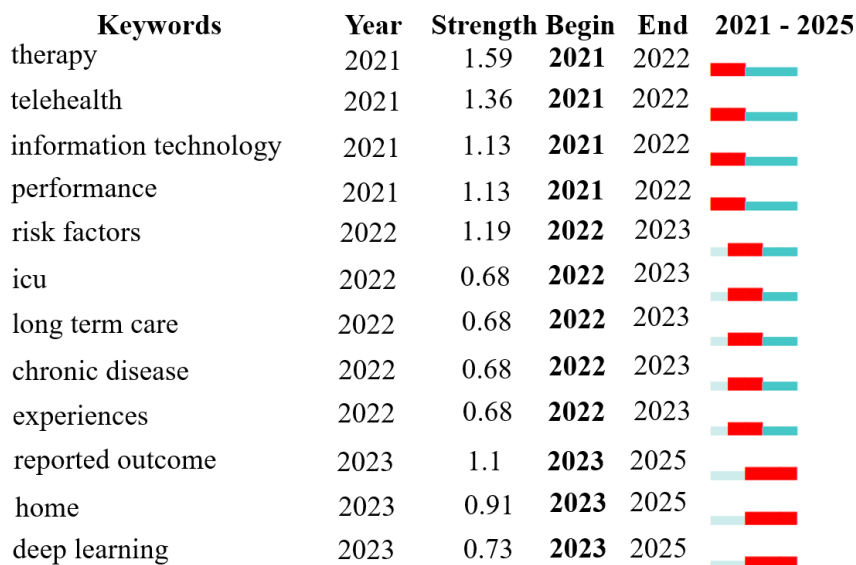 Keywords Year Strength Begin End 2021 - 2025
therapy 2021 1.59 2021 2022
telehealth 2021 1.36 2021 2022
information technology 2021 1.13 2021 2022
performance 2021 1.13 2021 2022
risk factors 2022 1.19 2022 2023
icu 2022 0.68 2022 2023
long term care 2022 0.68 2022 2023
chronic disease 2022 0.68 2022 2023
experiences 2022 0.68 2022 2023
reported outcome 2023 1.1 2023 2025
home 2023 0.91 2023 2025
deep learning 2023 0.73 2023 2025